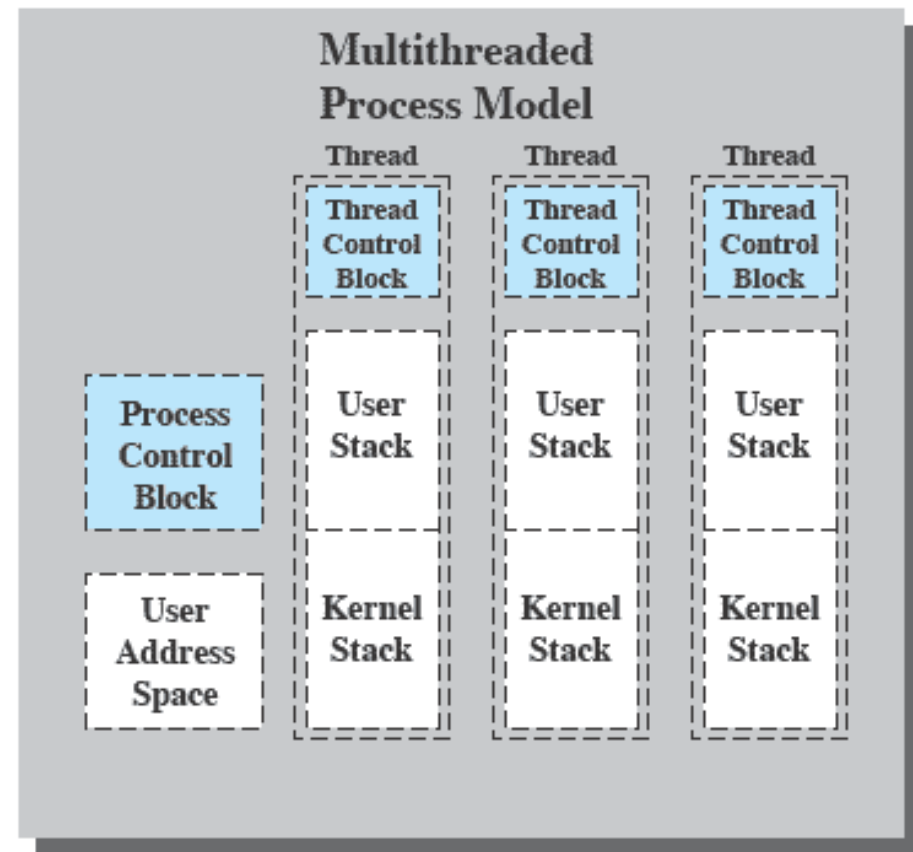 Multithreaded
Process Model
Thread
Thread
Control
Block
User
Stack
Kernel
Stack
Thread
Thread
Control
Block
User
Stack
Kernel
Stack
Thread
Thread
Control
Block
User
Stack
Kernel
Stack
Process
Control
Block
User
Address
Space